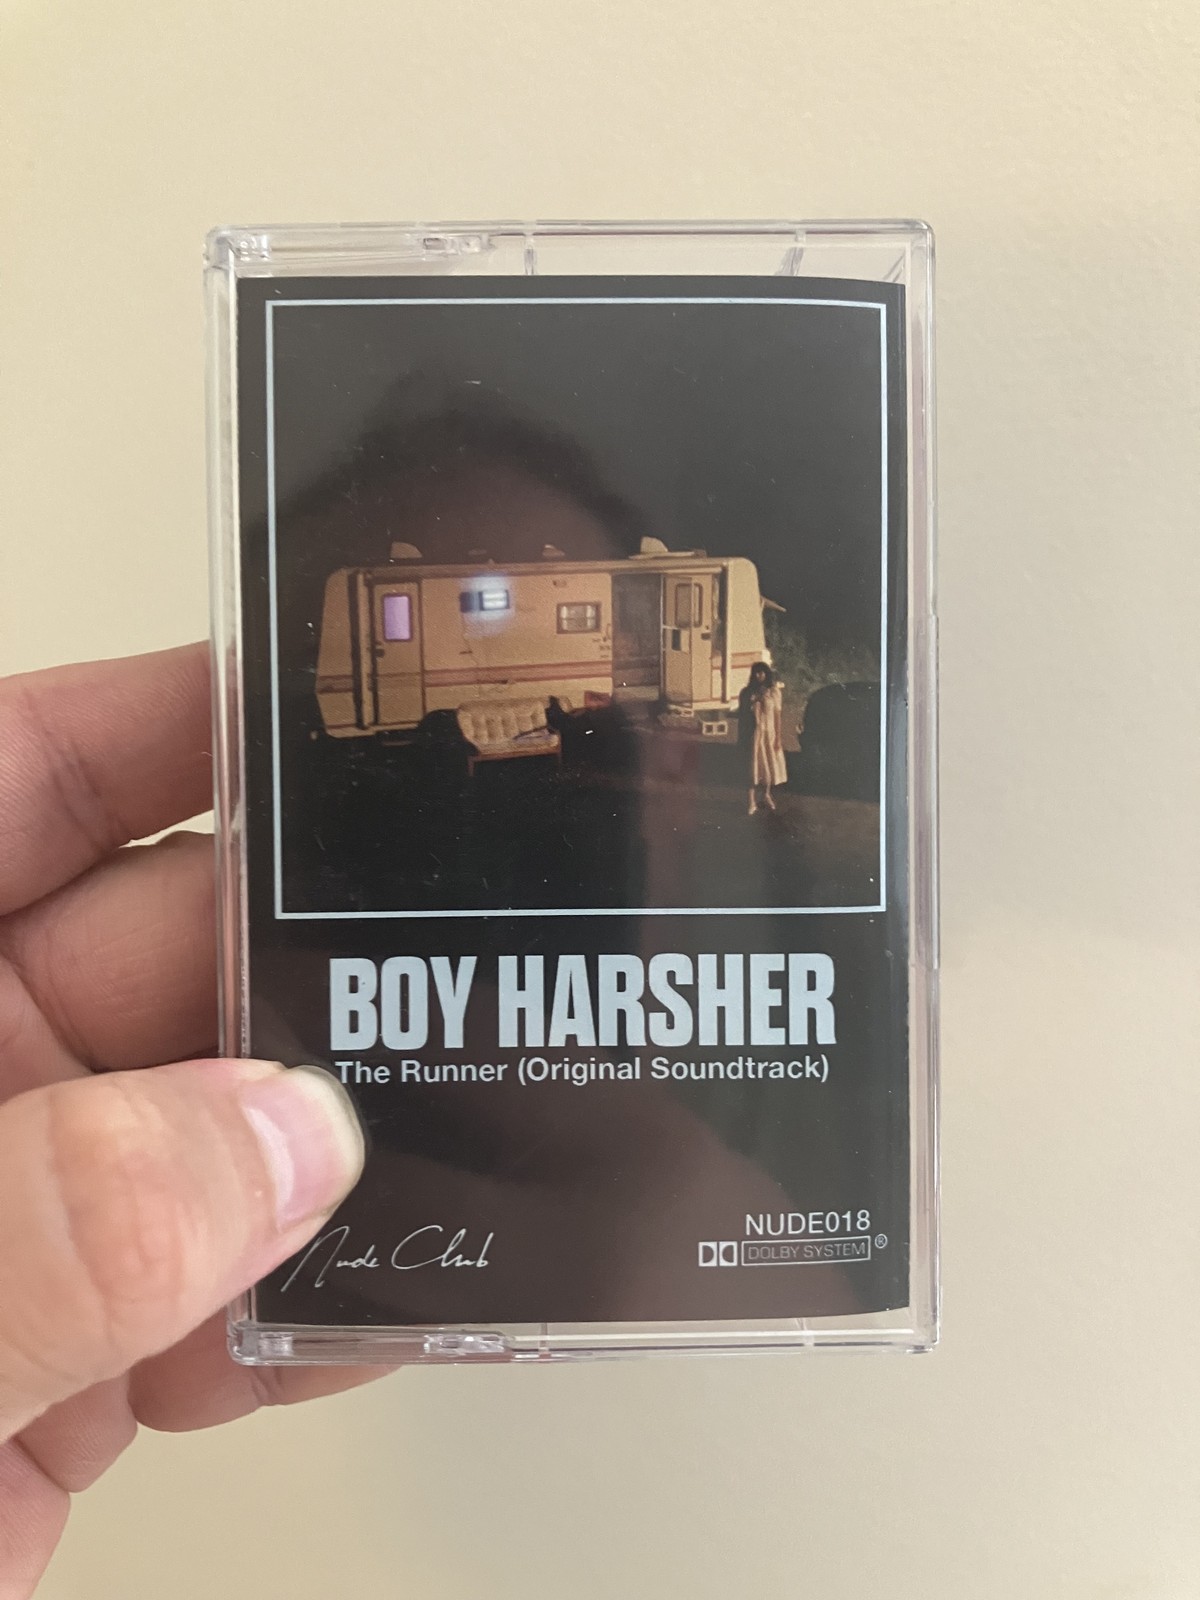 BOY HARSHER
The Runner (Original Soundtrack)
Nude Club
NUDE018
DOLBY SYSTEM®